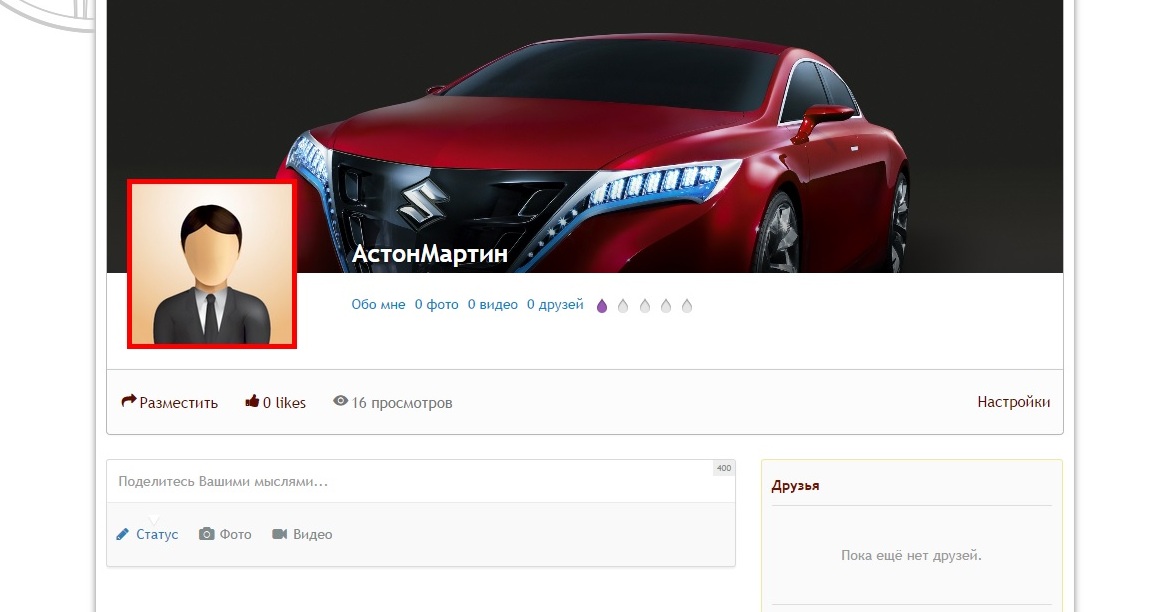 АстонМартин
Обо мне 0 фото 0 видео 0 друзей
Разместить 0 likes 16 просмотров Настройки
Поделитесь Вашими мыслями... 400
Статус Фото Видео
Друзья
Пока ещё нет друзей.